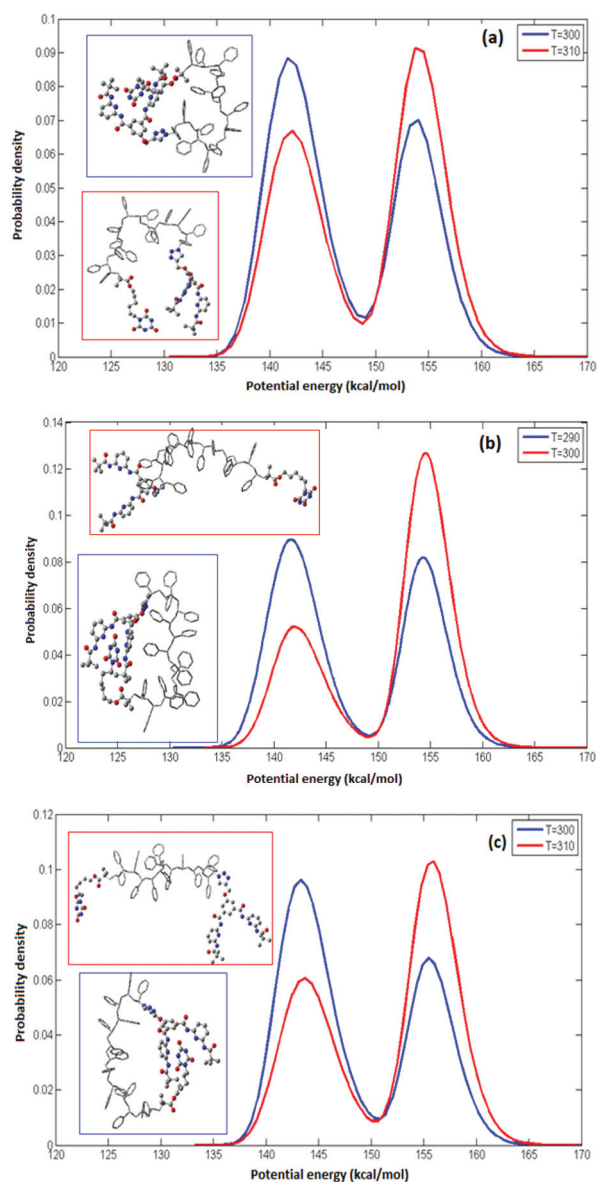 (a)
T=300
T=310
0.1
0.09
0.08
0.07
0.06
0.05
0.04
0.03
0.02
0.01
0
Probability density
120 125 130 135 140 145 150 155 160 165 170
Potential energy (kcal/mol)
(b)
T=290
T=300
0.14
0.12
0.1
0.08
0.06
0.04
0.02
0
Probability density
120 125 130 135 140 145 150 155 160 165 170
Potential energy (kcal/mol)
(c)
T=300
T=310
0.12
0.1
0.08
0.06
0.04
0.02
0
Probability density
120 125 130 135 140 145 150 155 160 165 170
Potential energy (kcal/mol)